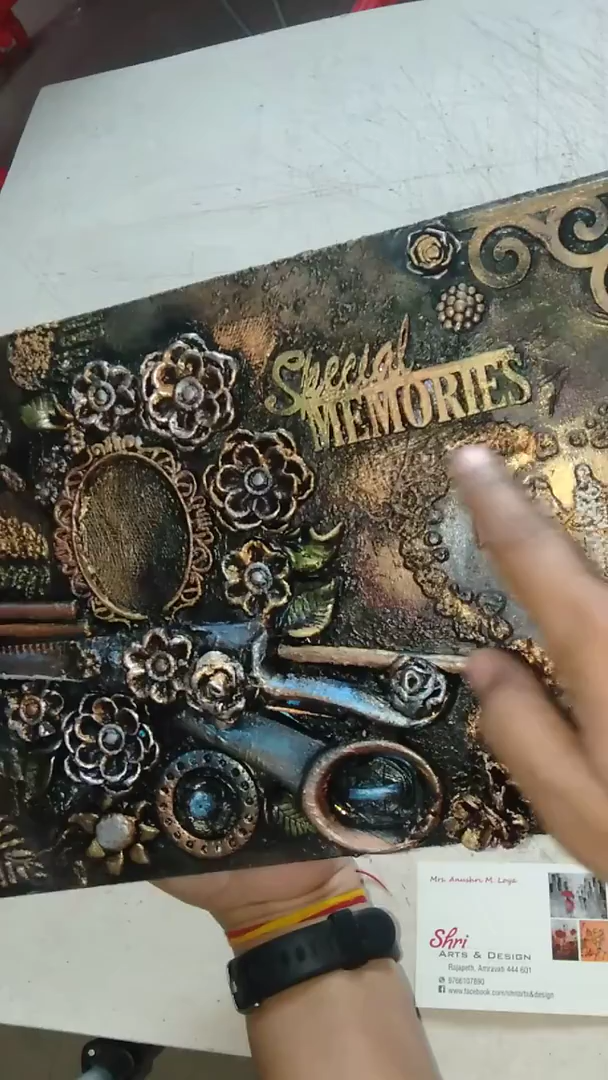 Special
MEMORIES
Mrs. Anushri M. Loya
Shri
ARTS & DESIGN
Rajapeth, Amravati 444 601
9766107890
www.facebook.com/shriarts&design